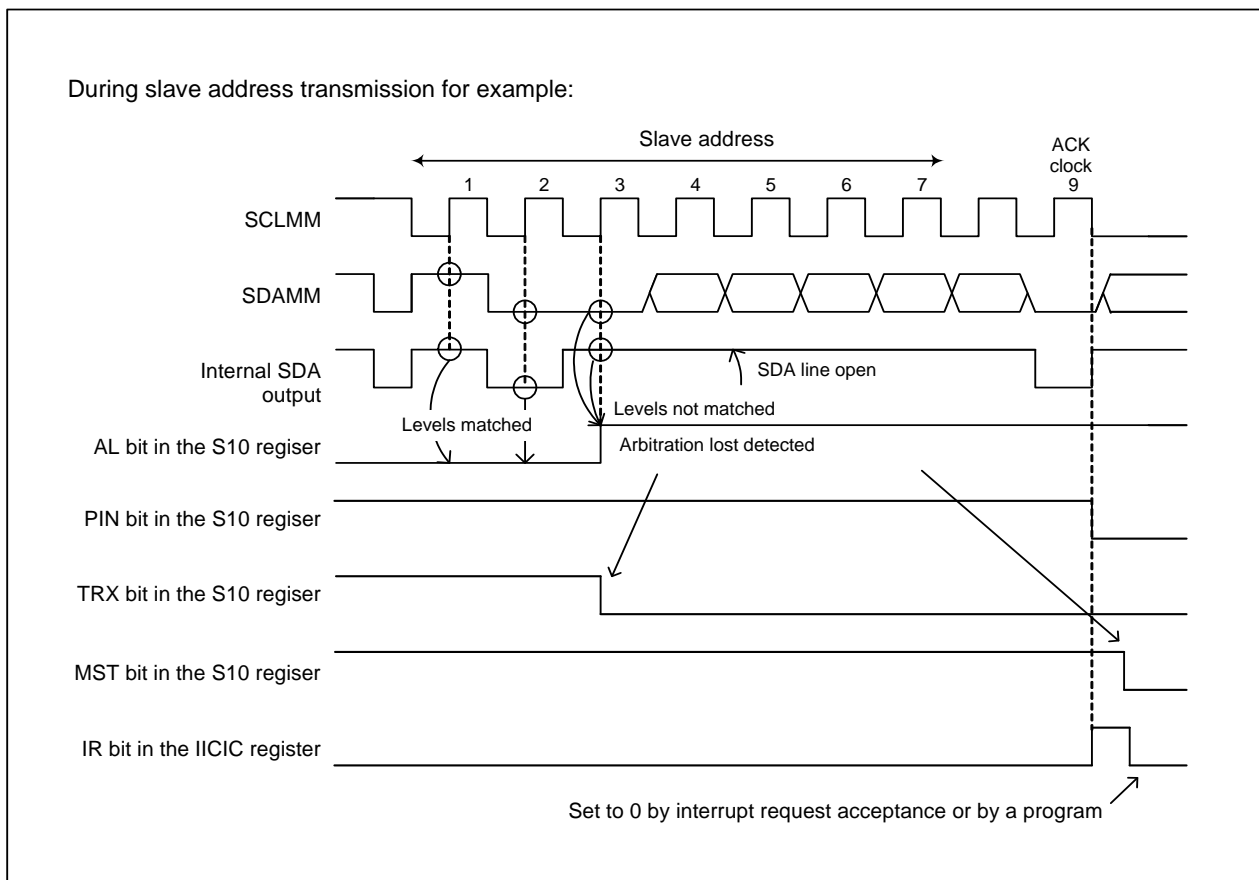 During slave address transmission for example:
Slave address
ACK
clock
1 2 3 4 5 6 7 9
SCLMM
SDAMM
Internal SDA
output
SDA line open
Levels matched
Levels not matched
AL bit in the S10 regiser
Arbitration lost detected
PIN bit in the S10 regiser
TRX bit in the S10 regiser
MST bit in the S10 regiser
IR bit in the IICIC register
Set to 0 by interrupt request acceptance or by a program